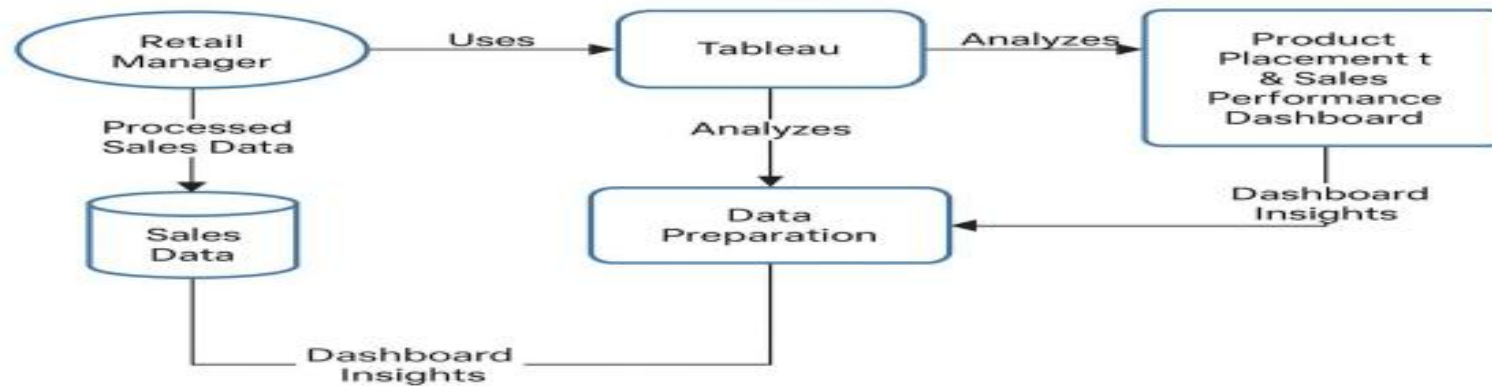 Retail
Manager
Uses
Tableau
Analyzes
Product
Placement t
& Sales
Performance
Dashboard
Processed
Sales Data
Analyzes
Dashboard
Insights
Sales
Data
Data
Preparation
Dashboard
Insights